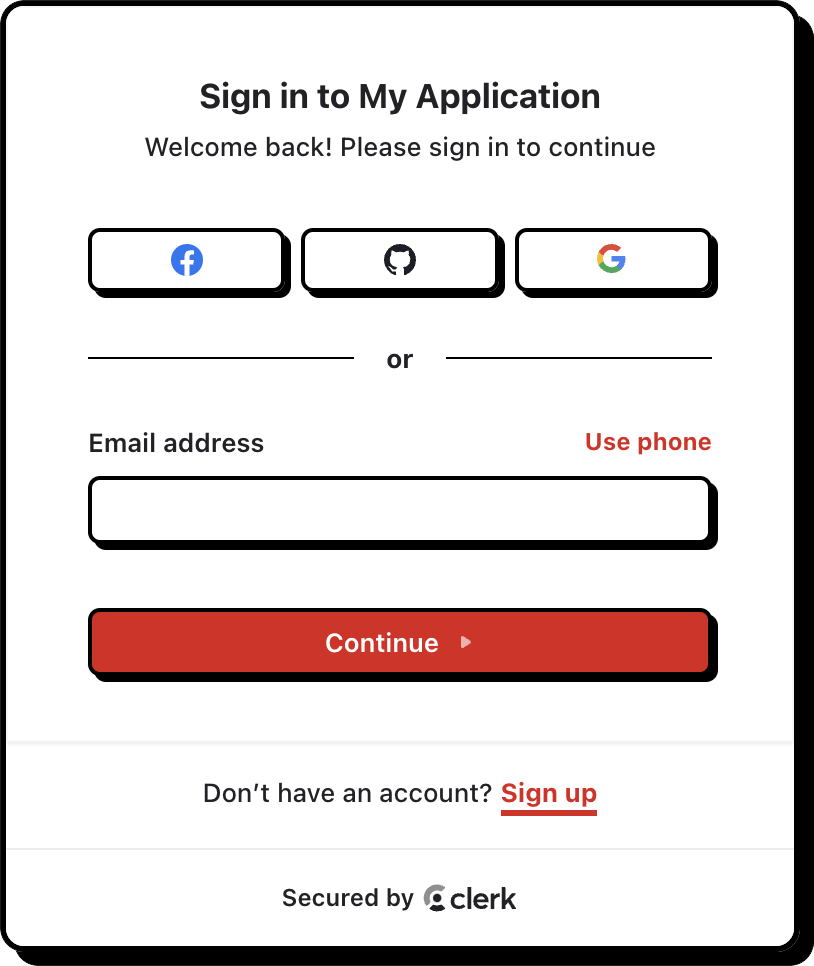 Sign in to My Application
Welcome back! Please sign in to continue
or
Email address Use phone
Continue
Don’t have an account? Sign up
Secured by clerk